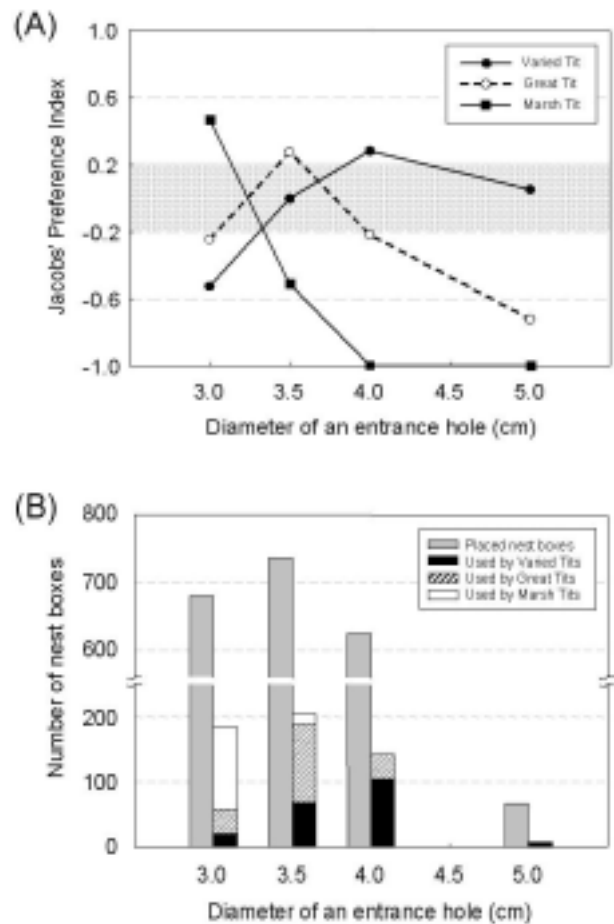 (A)
1.0
0.6
0.2
-0.2
-0.6
-1.0
Jacobs' Preference Index
Varied Tit
Great Tit
Marsh Tit
3.0 3.5 4.0 4.5 5.0
Diameter of an entrance hole (cm)
(B)
800
700
600
200
100
0
Number of nest boxes
Placed nest boxes
Used by Varied Tits
Used by Great Tits
Used by Marsh Tits
3.0 3.5 4.0 4.5 5.0
Diameter of an entrance hole (cm)